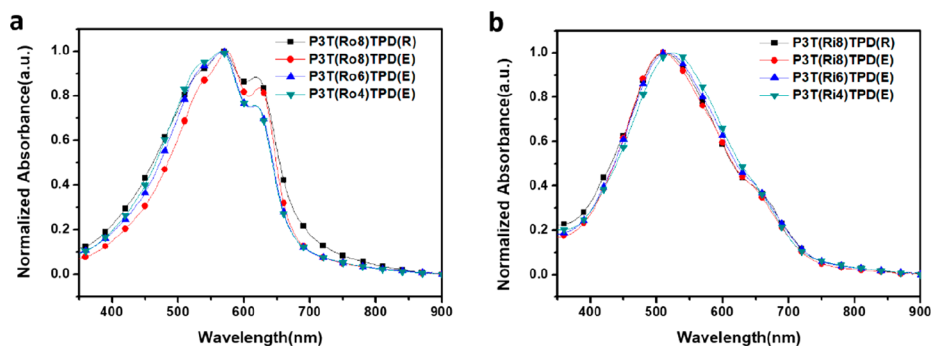 a
P3T(Ro8)TPD(R)
P3T(Ro8)TPD(E)
P3T(Ro6)TPD(E)
P3T(Ro4)TPD(E)
Normalized Absorbance(a.u.)
1.0
0.8
0.6
0.4
0.2
0.0
400 500 600 700 800 900
Wavelength(nm)
b
P3T(Ri8)TPD(R)
P3T(Ri8)TPD(E)
P3T(Ri6)TPD(E)
P3T(Ri4)TPD(E)
Normalized Absorbance(a.u.)
1.0
0.8
0.6
0.4
0.2
0.0
400 500 600 700 800 900
Wavelength(nm)